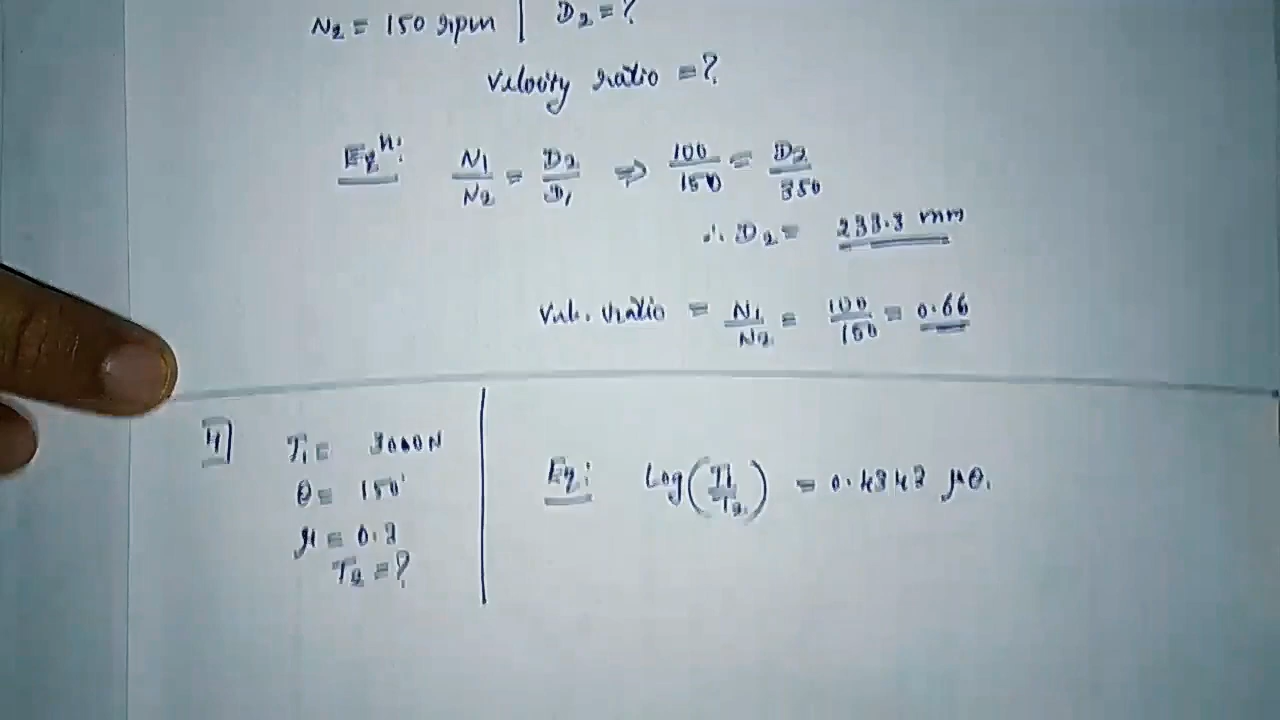 N2 = 150 rpm | D2 = ?
Velocity ratio = ?
Eqn: N1/N2 = D2/D1 ⇒ 100/150 = D2/350
∴ D2 = 233.3 mm
Vel. ratio = N1/N2 = 100/150 = 0.66
4] T1 = 3000N
θ = 150°
μ = 0.3
T2 = ?
Eq: Log(T1/T2) = 0.4343 μθ.